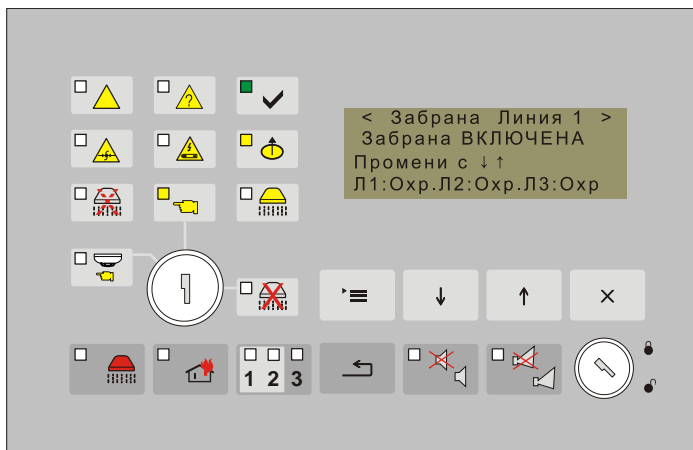 ?
< Забрана Линия 1 >
Забрана ВКЛЮЧЕНА
Промени с ↓↑
Л1:Охр.Л2:Охр.Л3:Охр
1 2 3